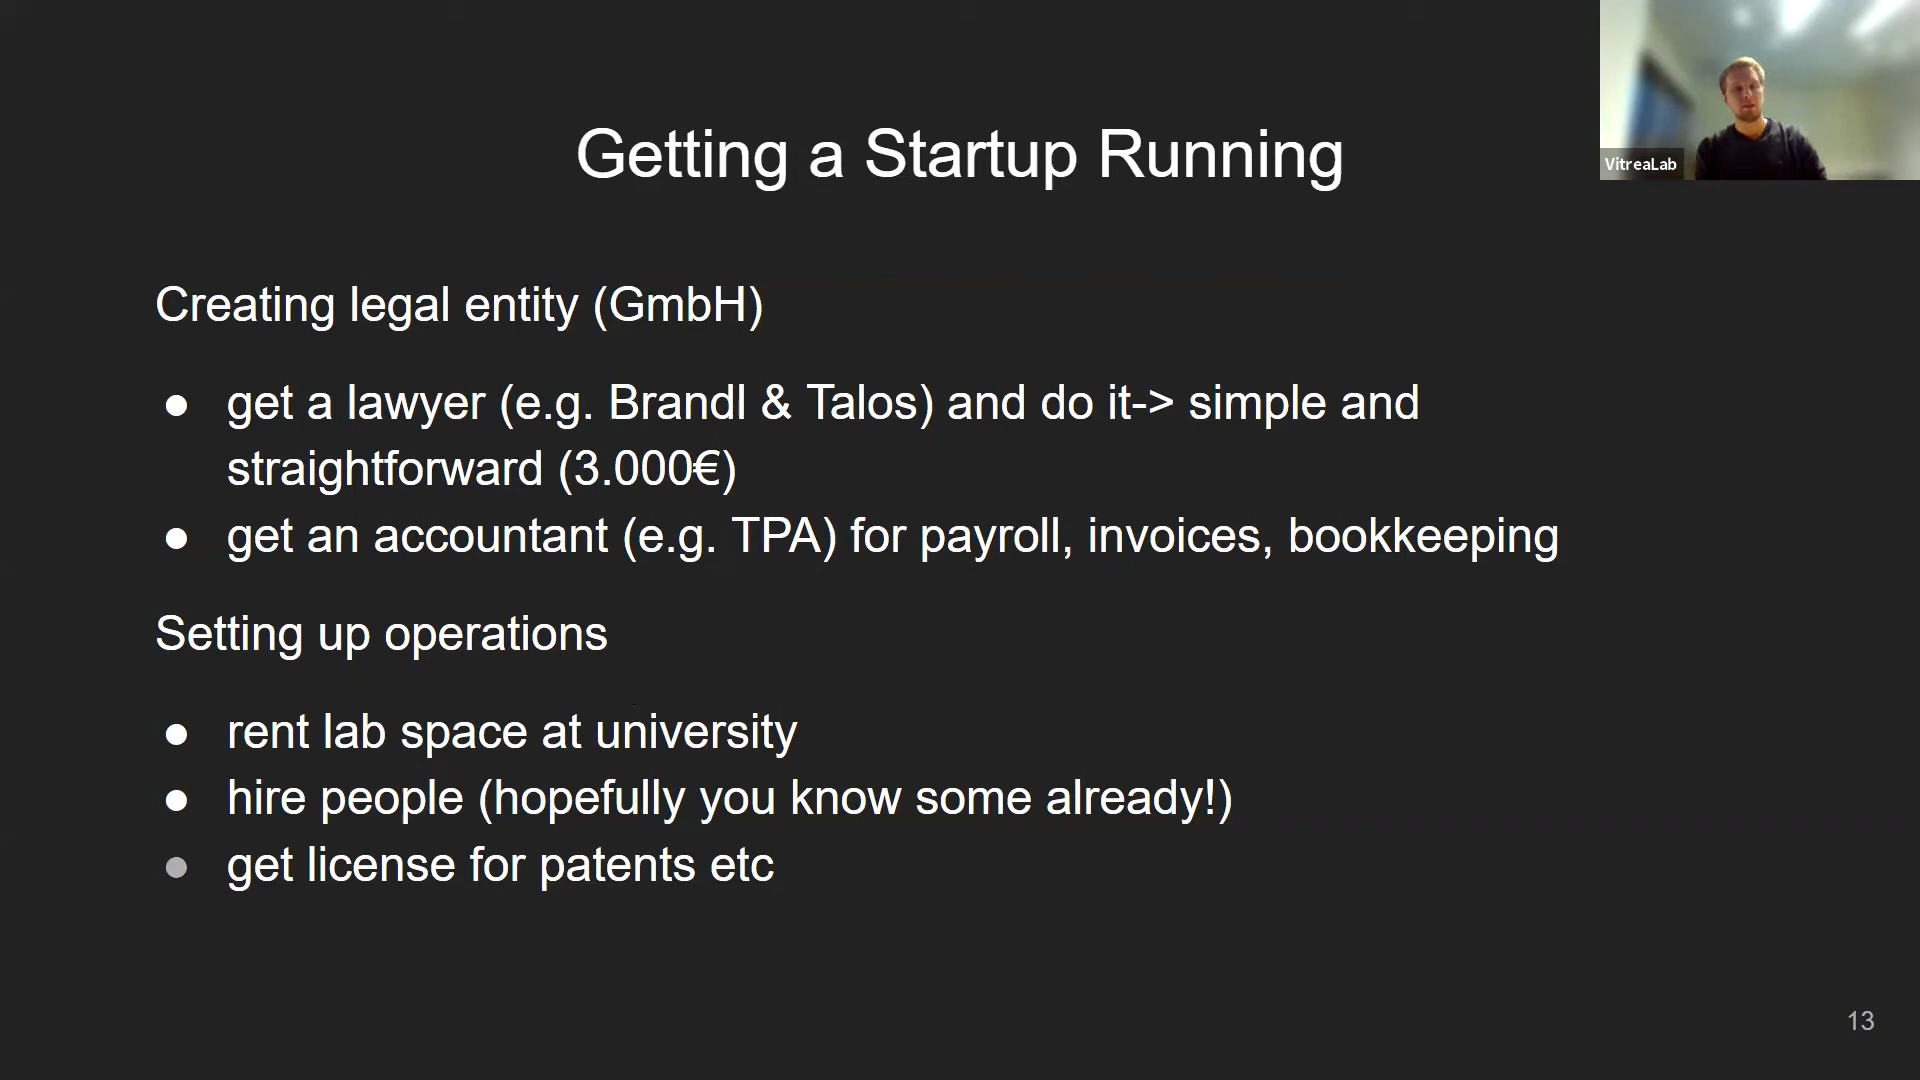 VitreaLab
Getting a Startup Running
Creating legal entity (GmbH)
● get a lawyer (e.g. Brandl & Talos) and do it-> simple and
straightforward (3.000€)
● get an accountant (e.g. TPA) for payroll, invoices, bookkeeping
Setting up operations
● rent lab space at university
● hire people (hopefully you know some already!)
● get license for patents etc
13